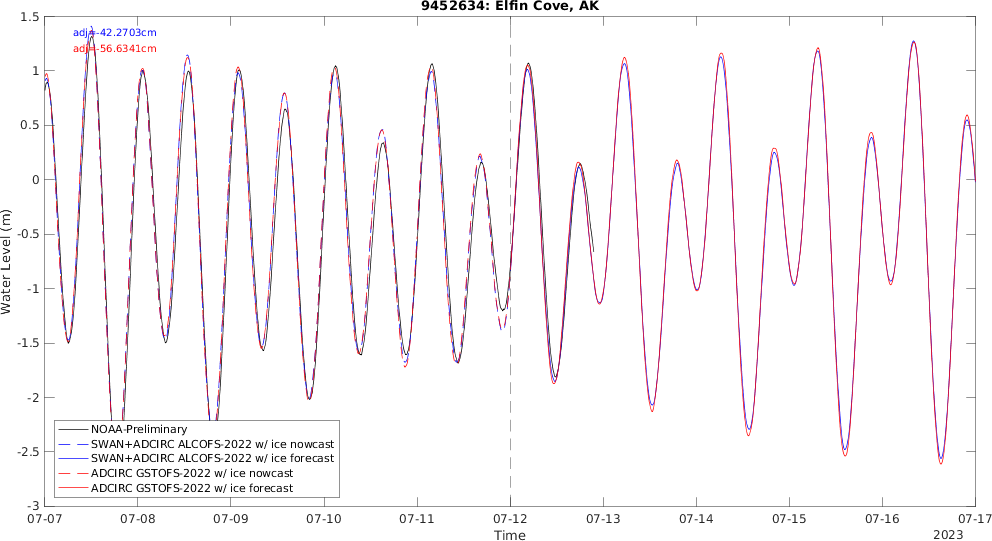 9452634: Elfin Cove, AK
1.5
1
0.5
0
-0.5
-1
-1.5
-2
-2.5
-3
Water Level (m)
adj=-42.2703cm
adj=-56.6341cm
NOAA-Preliminary
SWAN+ADCIRC ALCOFS-2022 w/ ice nowcast
SWAN+ADCIRC ALCOFS-2022 w/ ice forecast
ADCIRC GSTOFS-2022 w/ ice nowcast
ADCIRC GSTOFS-2022 w/ ice forecast
07-07 07-08 07-09 07-10 07-11 07-12 07-13 07-14 07-15 07-16 07-17
Time
2023